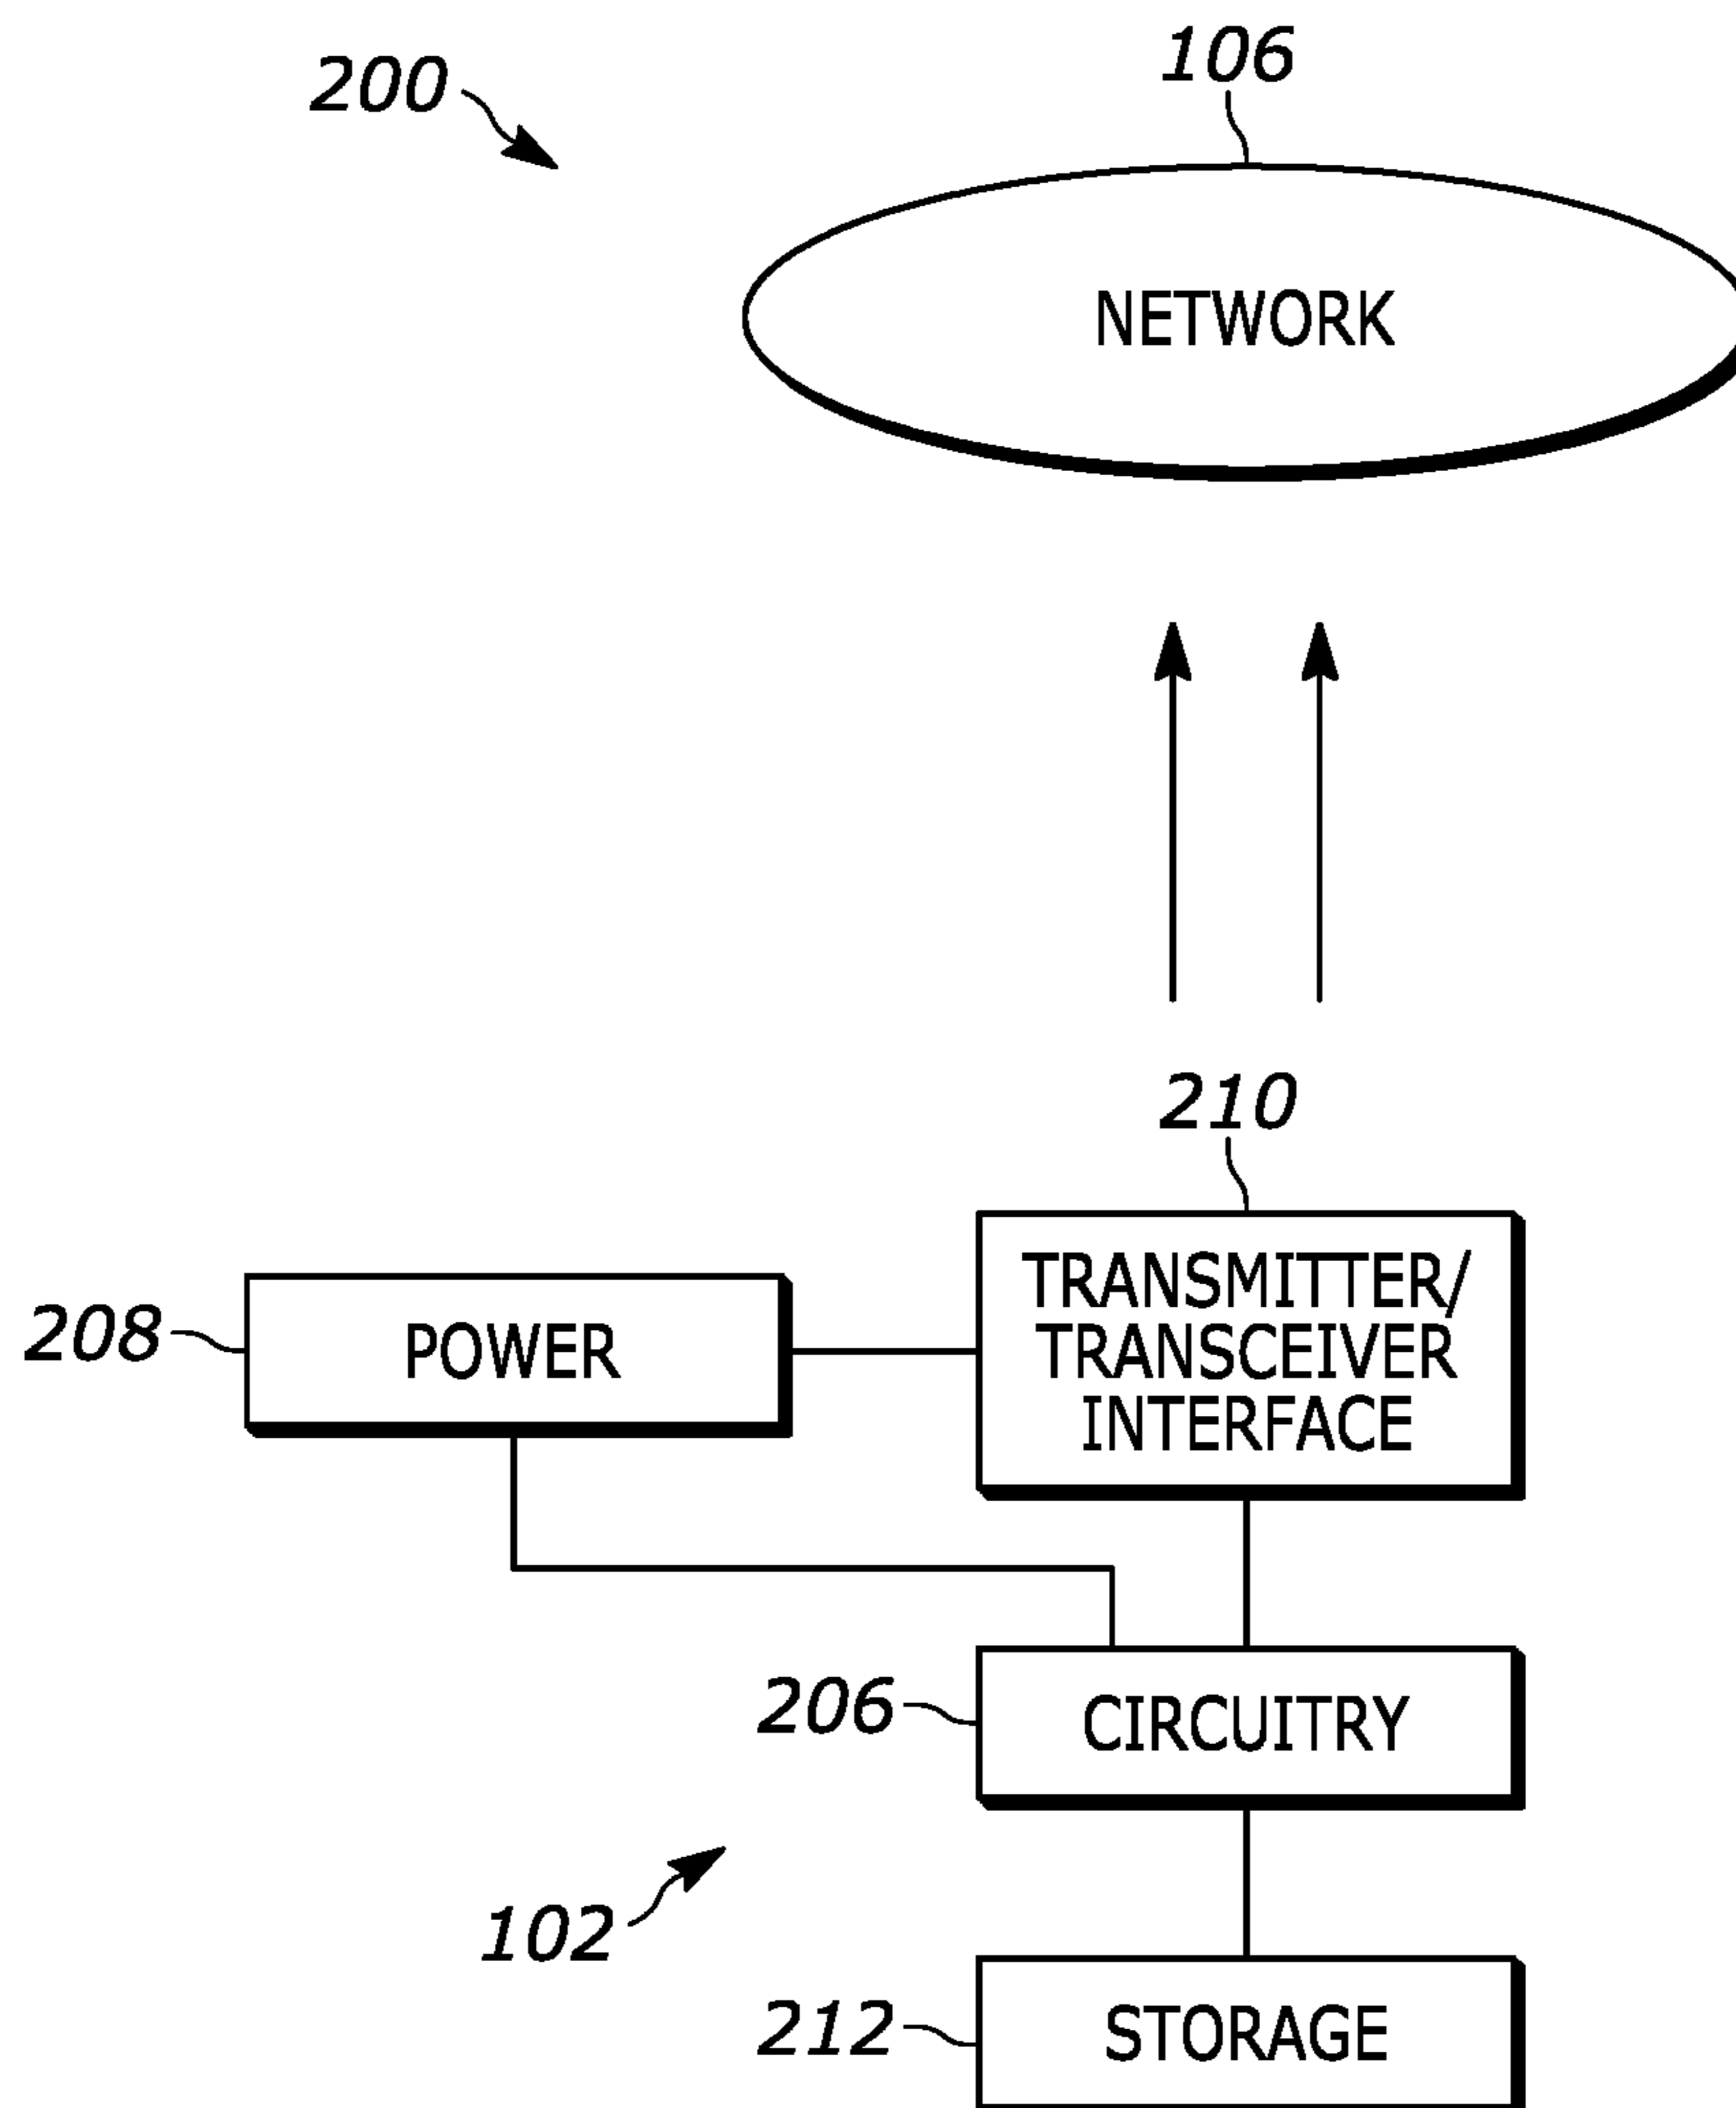 200
106
NETWORK
210
TRANSMITTER/
TRANSCEIVER
INTERFACE
208
POWER
206
CIRCUITRY
102
212
STORAGE